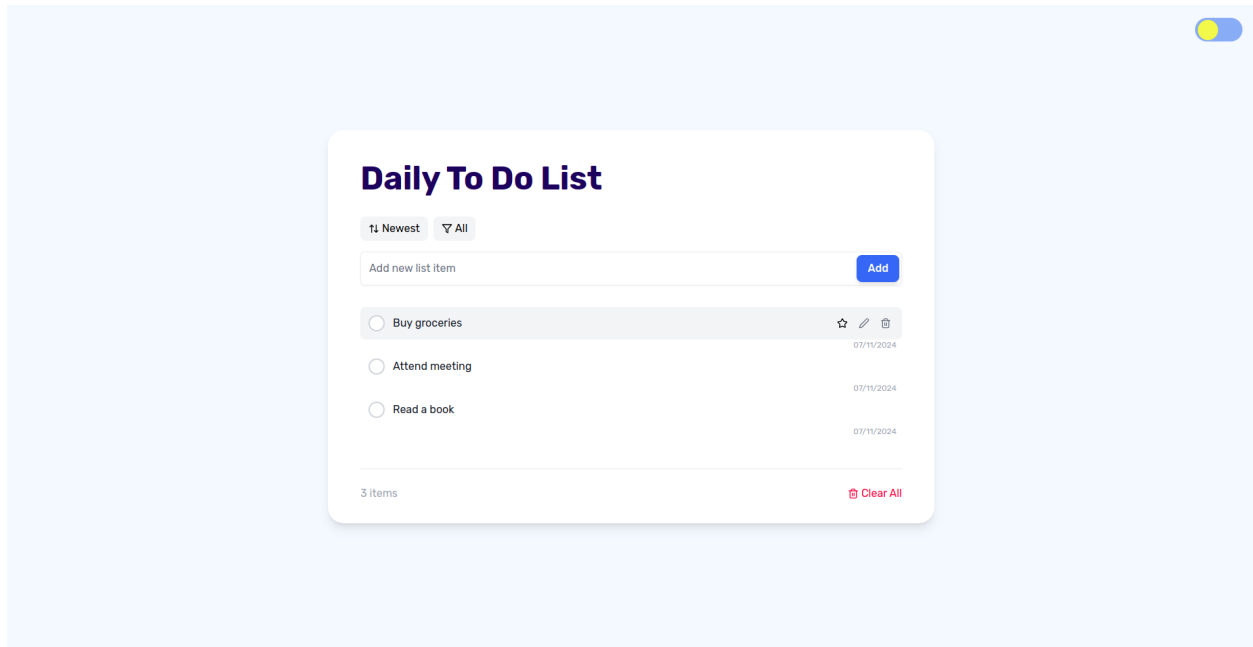 Daily To Do List
Newest All
Add new list item Add
Buy groceries
07/11/2024
Attend meeting
07/11/2024
Read a book
07/11/2024
3 items Clear All